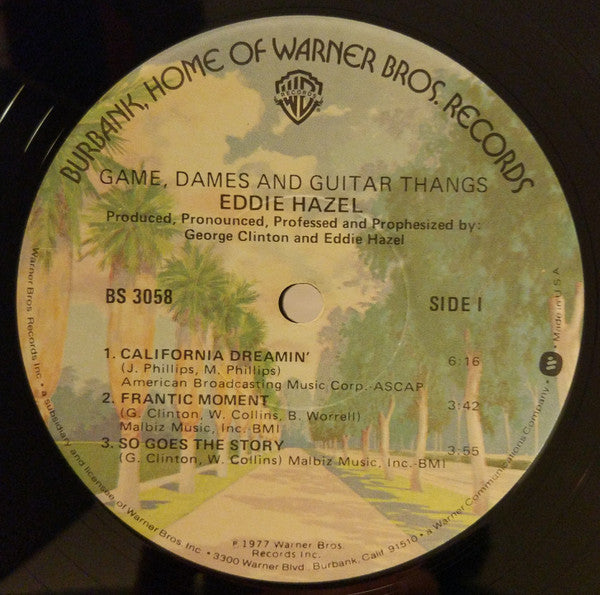 BURBANK, HOME OF WARNER BROS. RECORDS
WB
RECORDS
GAME, DAMES AND GUITAR THANGS
EDDIE HAZEL
Produced, Pronounced, Professed and Prophesized by:
George Clinton and Eddie Hazel
BS 3058
SIDE I
1. CALIFORNIA DREAMIN' 6:16
(J. Phillips, M. Phillips)
American Broadcasting Music Corp.-ASCAP
2. FRANTIC MOMENT 3:42
(G. Clinton, W. Collins, B. Worrell)
Malbiz Music, Inc.-BMI
3. SO GOES THE STORY 3:55
(G. Clinton, W. Collins) Malbiz Music, Inc.-BMI
℗ 1977 Warner Bros.
Records Inc.
Warner Bros. Records Inc. • a subsidiary and licensee of Warner Bros. Inc. • 3300 Warner Blvd., Burbank, Calif. 91510 • a Warner Communications Company • Made in U.S.A.